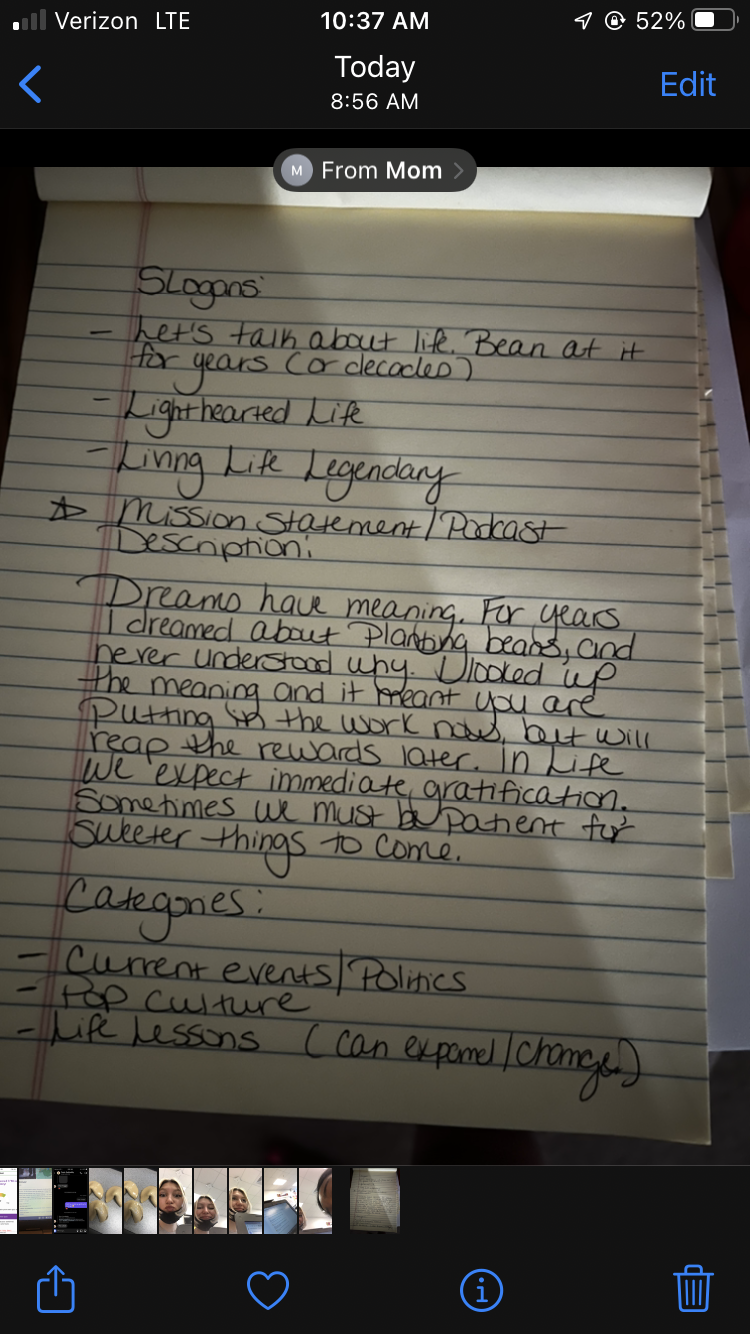 Verizon LTE 10:37 AM 52%
Today
8:56 AM
Edit
M From Mom
Slogans:
- Let's talk about life. Bean at it
for years (or decades)
- Lighthearted Life
- Living Life Legendary
☆ Mission Statement/Podcast
Description:
Dreams have meaning. For years
I dreamed about Planting beans, and
never understood why. I looked up
the meaning and it meant you are
Putting in the work now, but will
reap the rewards later. In Life
we expect immediate gratification.
Sometimes we must be patient for
sweeter things to come.
Categories:
- Current events/Politics
- Pop culture
- Life Lessons (can expand/change)